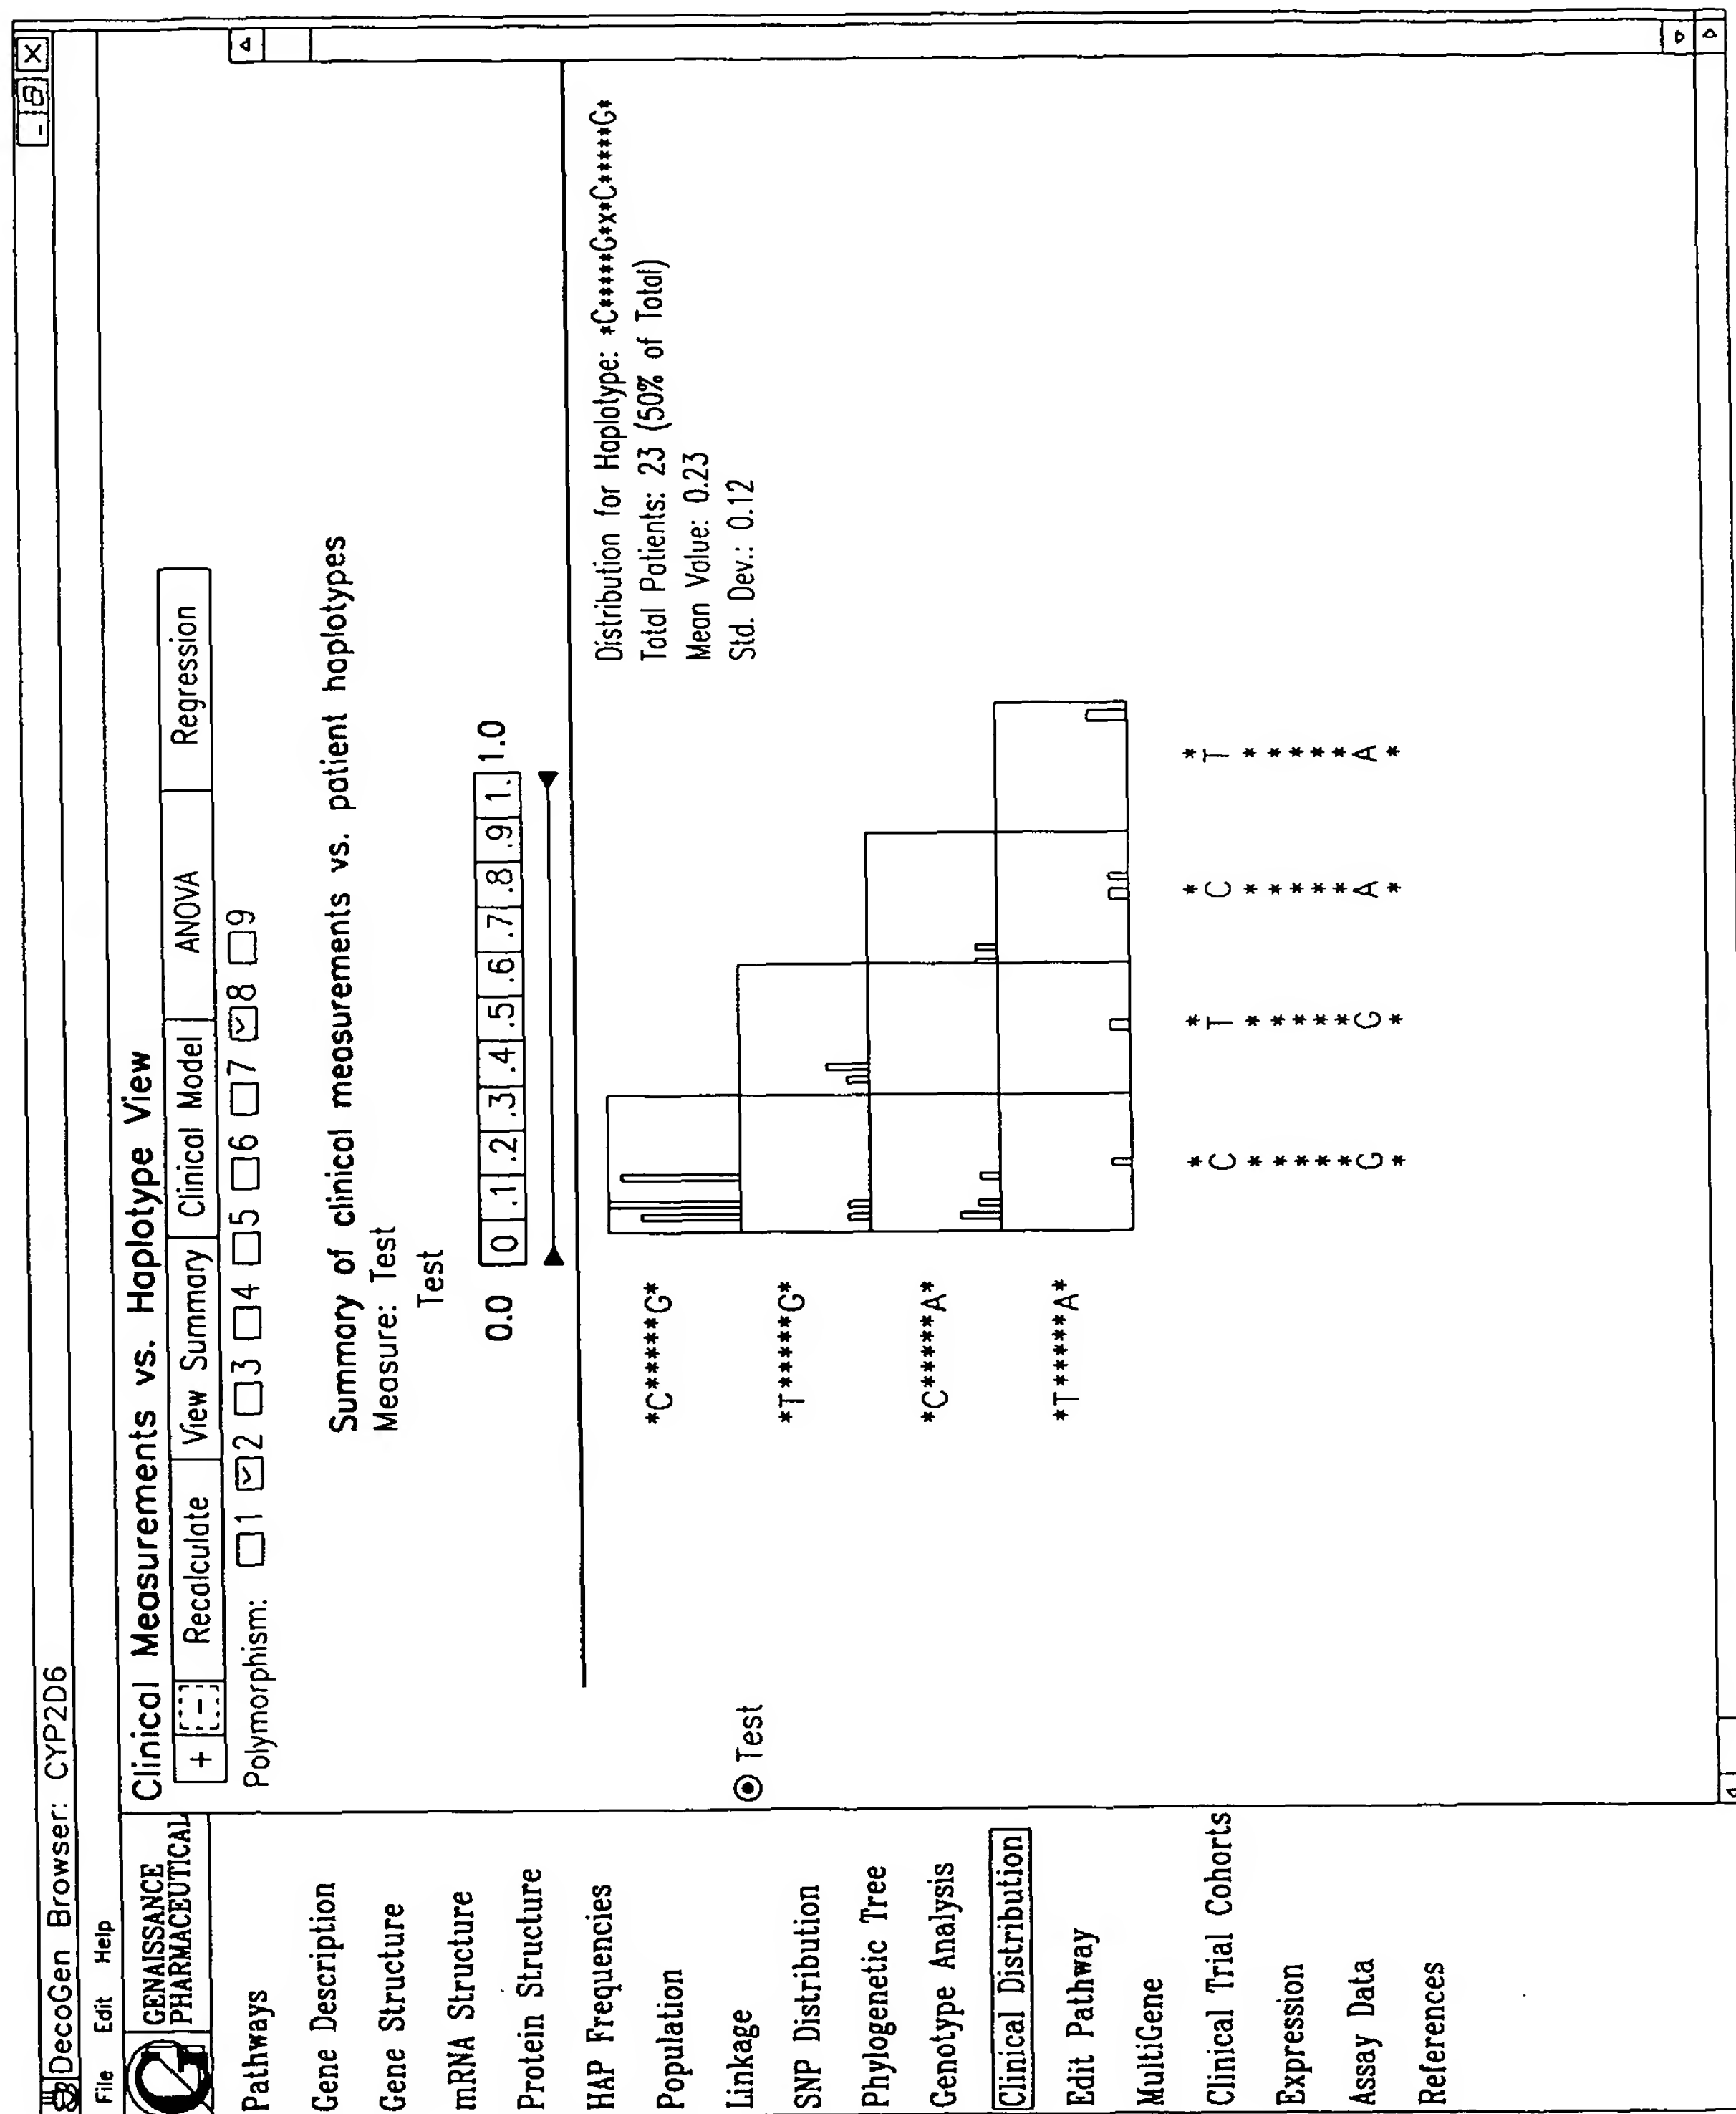 DecoGen Browser: CYP2D6
File Edit Help
GENAISSANCE
PHARMACEUTICAL
Pathways
Gene Description
Gene Structure
mRNA Structure
Protein Structure
HAP Frequencies
Population
Linkage
SNP Distribution
Phylogenetic Tree
Genotype Analysis
Clinical Distribution
Edit Pathway
MultiGene
Clinical Trial Cohorts
Expression
Assay Data
References
Clinical Measurements vs. Haplotype View
+ - Recalculate View Summary Clinical Model ANOVA Regression
Polymorphism: 1 2 3 4 5 6 7 8 9
Summary of clinical measurements vs. patient haplotypes
Measure: Test
Test
0.0 0 .1 .2 .3 .4 .5 .6 .7 .8 .9 1. 1.0
Test
Distribution for Haplotype: *C*****G*x*C*****G*
Total Patients: 23 (50% of Total)
Mean Value: 0.23
Std. Dev.: 0.12
*C*****G*
*T*****G*
*C*****A*
*T*****A*
*C*****G*
*T*****G*
*C*****A*
*T*****A*